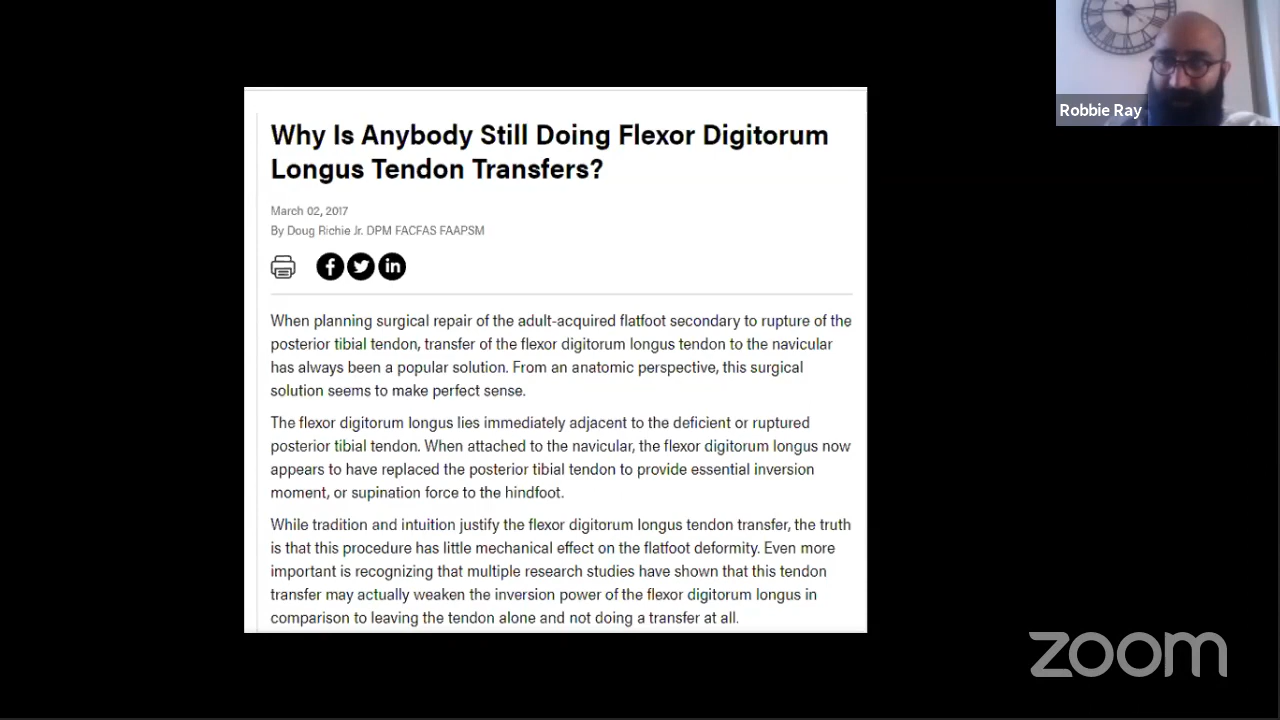 Why Is Anybody Still Doing Flexor Digitorum
Longus Tendon Transfers?
March 02, 2017
By Doug Richie Jr. DPM FACFAS FAAPSM
When planning surgical repair of the adult-acquired flatfoot secondary to rupture of the
posterior tibial tendon, transfer of the flexor digitorum longus tendon to the navicular
has always been a popular solution. From an anatomic perspective, this surgical
solution seems to make perfect sense.
The flexor digitorum longus lies immediately adjacent to the deficient or ruptured
posterior tibial tendon. When attached to the navicular, the flexor digitorum longus now
appears to have replaced the posterior tibial tendon to provide essential inversion
moment, or supination force to the hindfoot.
While tradition and intuition justify the flexor digitorum longus tendon transfer, the truth
is that this procedure has little mechanical effect on the flatfoot deformity. Even more
important is recognizing that multiple research studies have shown that this tendon
transfer may actually weaken the inversion power of the flexor digitorum longus in
comparison to leaving the tendon alone and not doing a transfer at all.
Robbie Ray
zoom